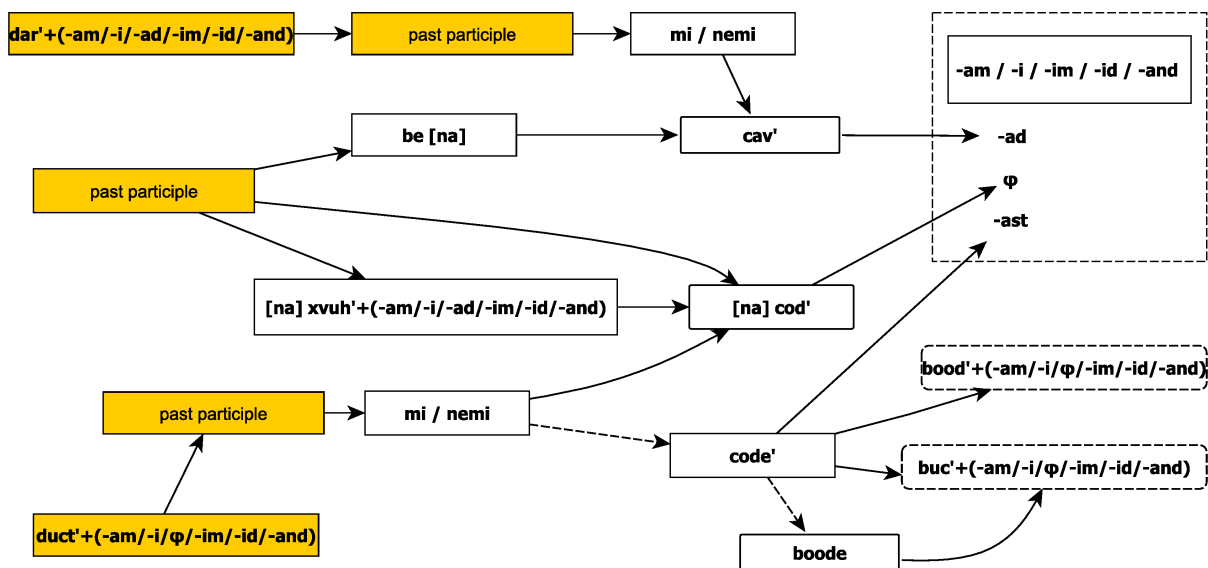 dar'+(-am/-i/-ad/-im/-id/-and)
past participle
mi / nemi
-am / -i / -im / -id / -and
be [na]
cav'
-ad
past participle
φ
-ast
[na] xvuh'+(-am/-i/-ad/-im/-id/-and)
[na] cod'
bood'+(-am/-i/φ/-im/-id/-and)
past participle
mi / nemi
code'
buc'+(-am/-i/φ/-im/-id/-and)
duct'+(-am/-i/φ/-im/-id/-and)
boode